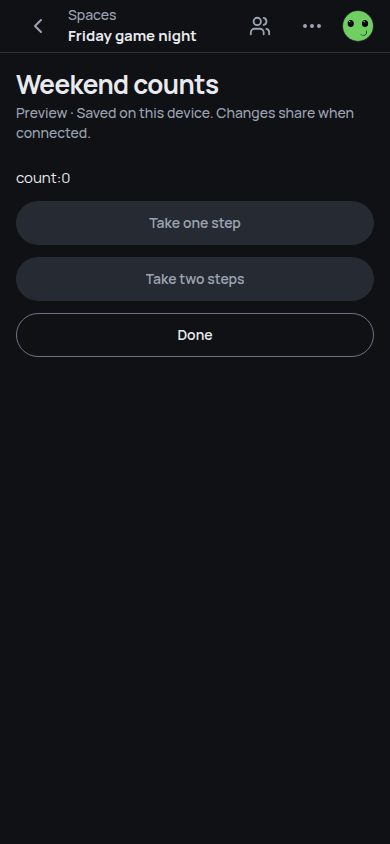 Spaces
Friday game night
Weekend counts
Preview · Saved on this device. Changes share when
connected.
count:0
Take one step
Take two steps
Done